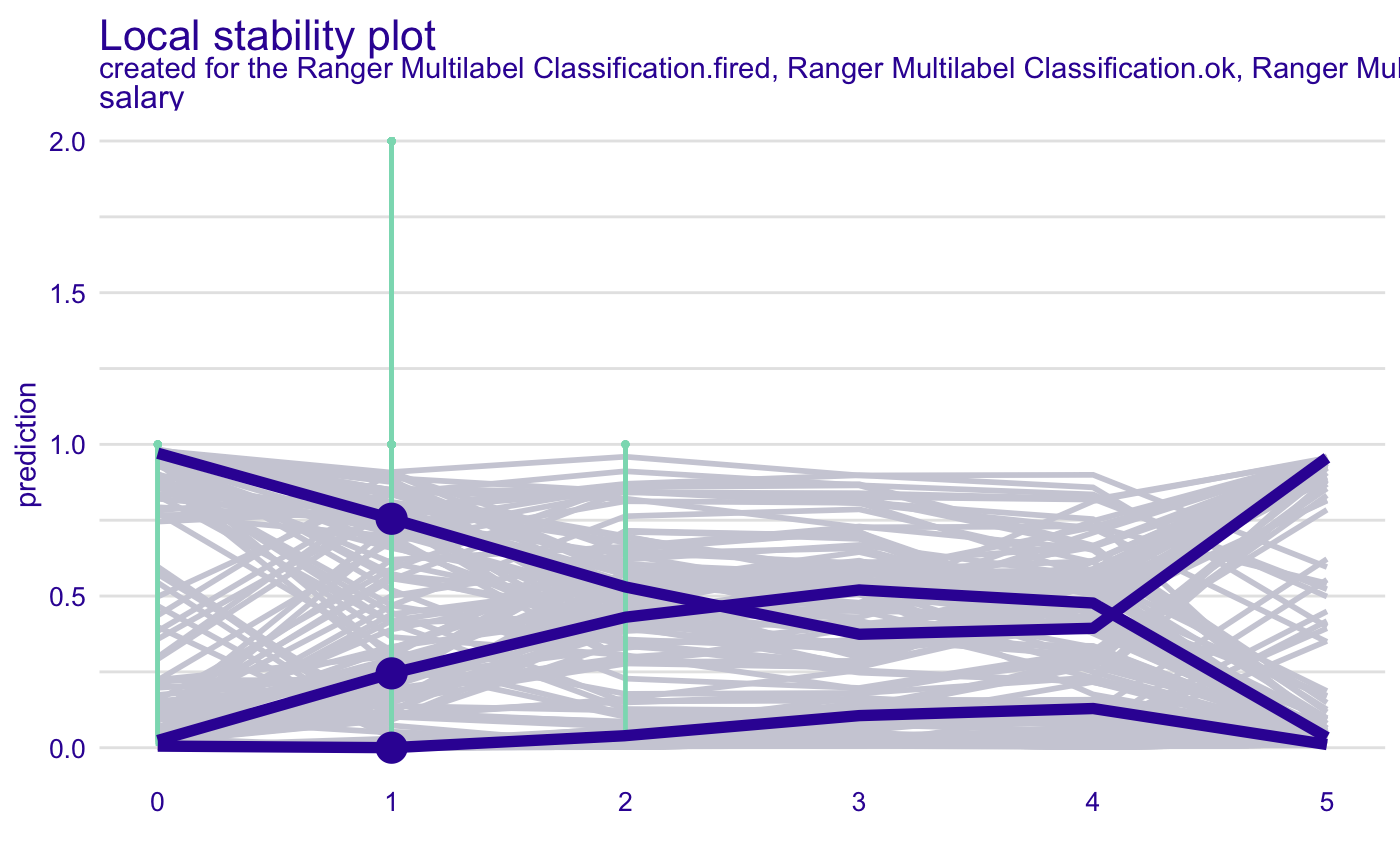 Local stability plot
created for the Ranger Multilabel Classification.fired, Ranger Multilabel Classification.ok, Ranger Mul
salary
2.0
1.5
1.0
0.5
0.0
prediction
0 1 2 3 4 5